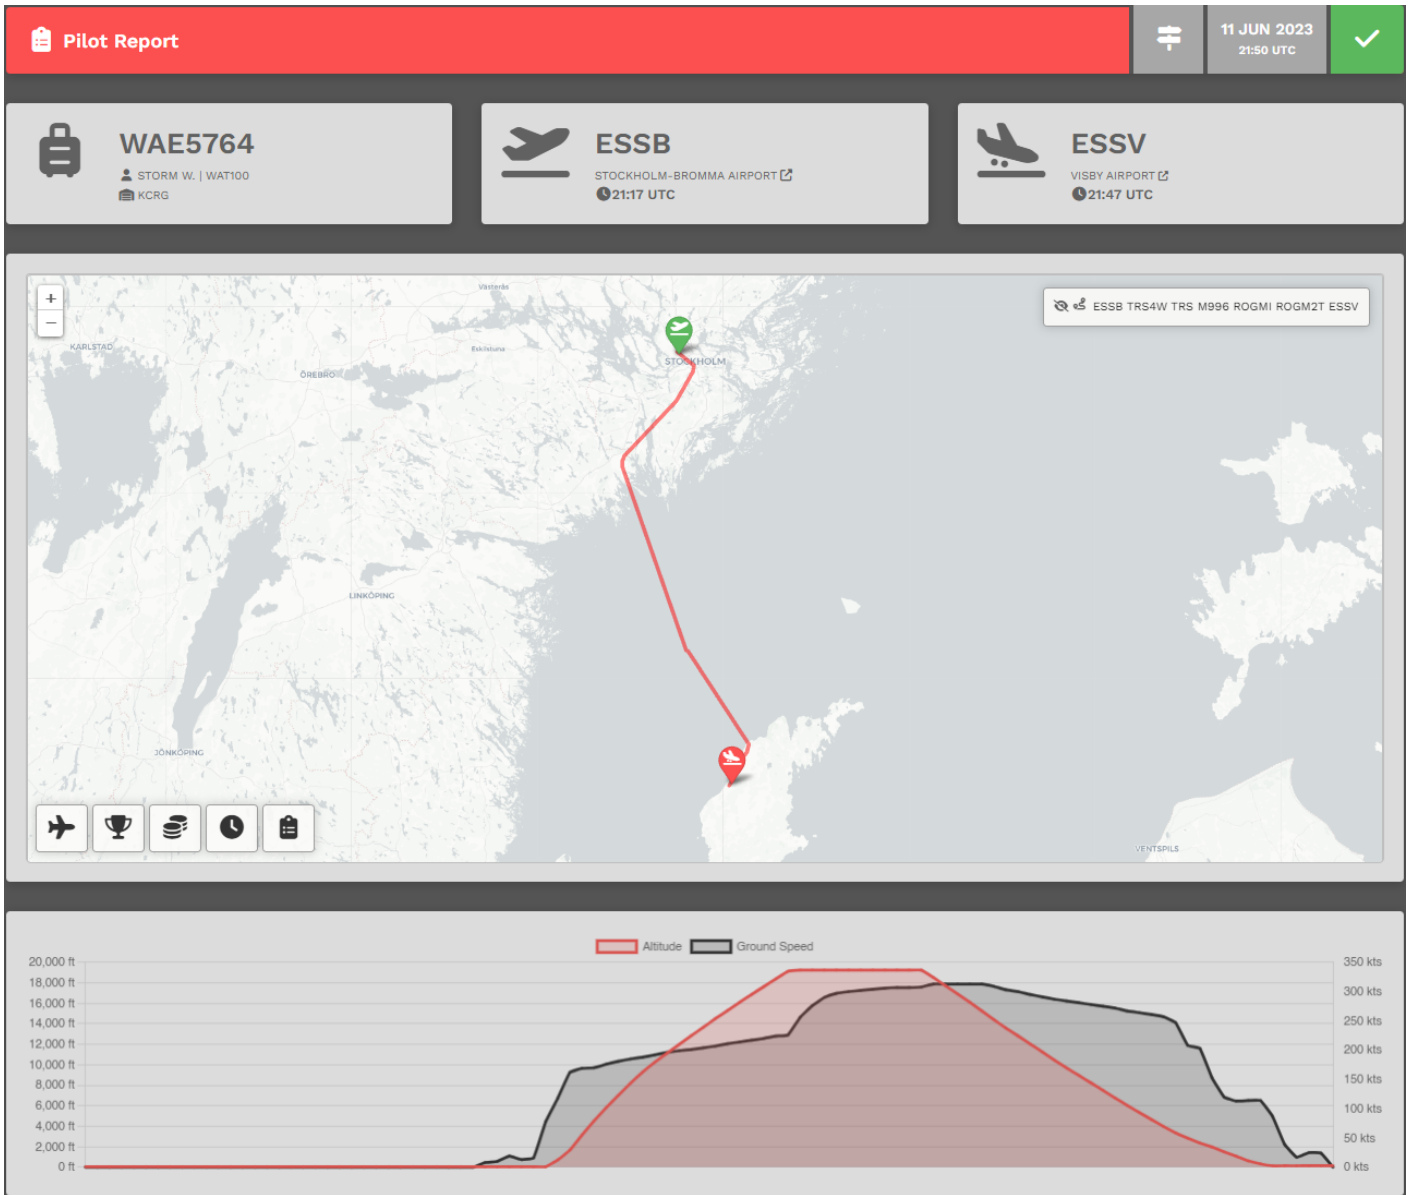 Pilot Report
11 JUN 2023
21:50 UTC
WAE5764
STORM W. | WAT100
KCRG
ESSB
STOCKHOLM-BROMMA AIRPORT
21:17 UTC
ESSV
VISBY AIRPORT
21:47 UTC
+
−
ESSB TRS4W TRS M996 ROGMI ROGM2T ESSV
Västerås
KARLSTAD
Eskilstuna
STOCKHOLM
ÖREBRO
LINKÖPING
JÖNKÖPING
VENTSPILS
Altitude Ground Speed
20,000 ft
18,000 ft
16,000 ft
14,000 ft
12,000 ft
10,000 ft
8,000 ft
6,000 ft
4,000 ft
2,000 ft
0 ft
350 kts
300 kts
250 kts
200 kts
150 kts
100 kts
50 kts
0 kts